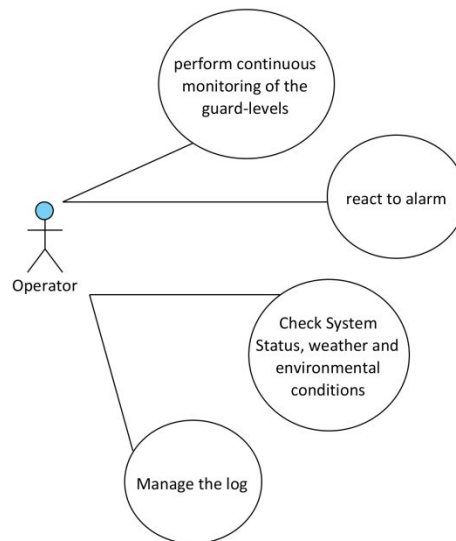 perform continuous
monitoring of the
guard-levels
react to alarm
Operator
Check System
Status, weather and
environmental
conditions
Manage the log